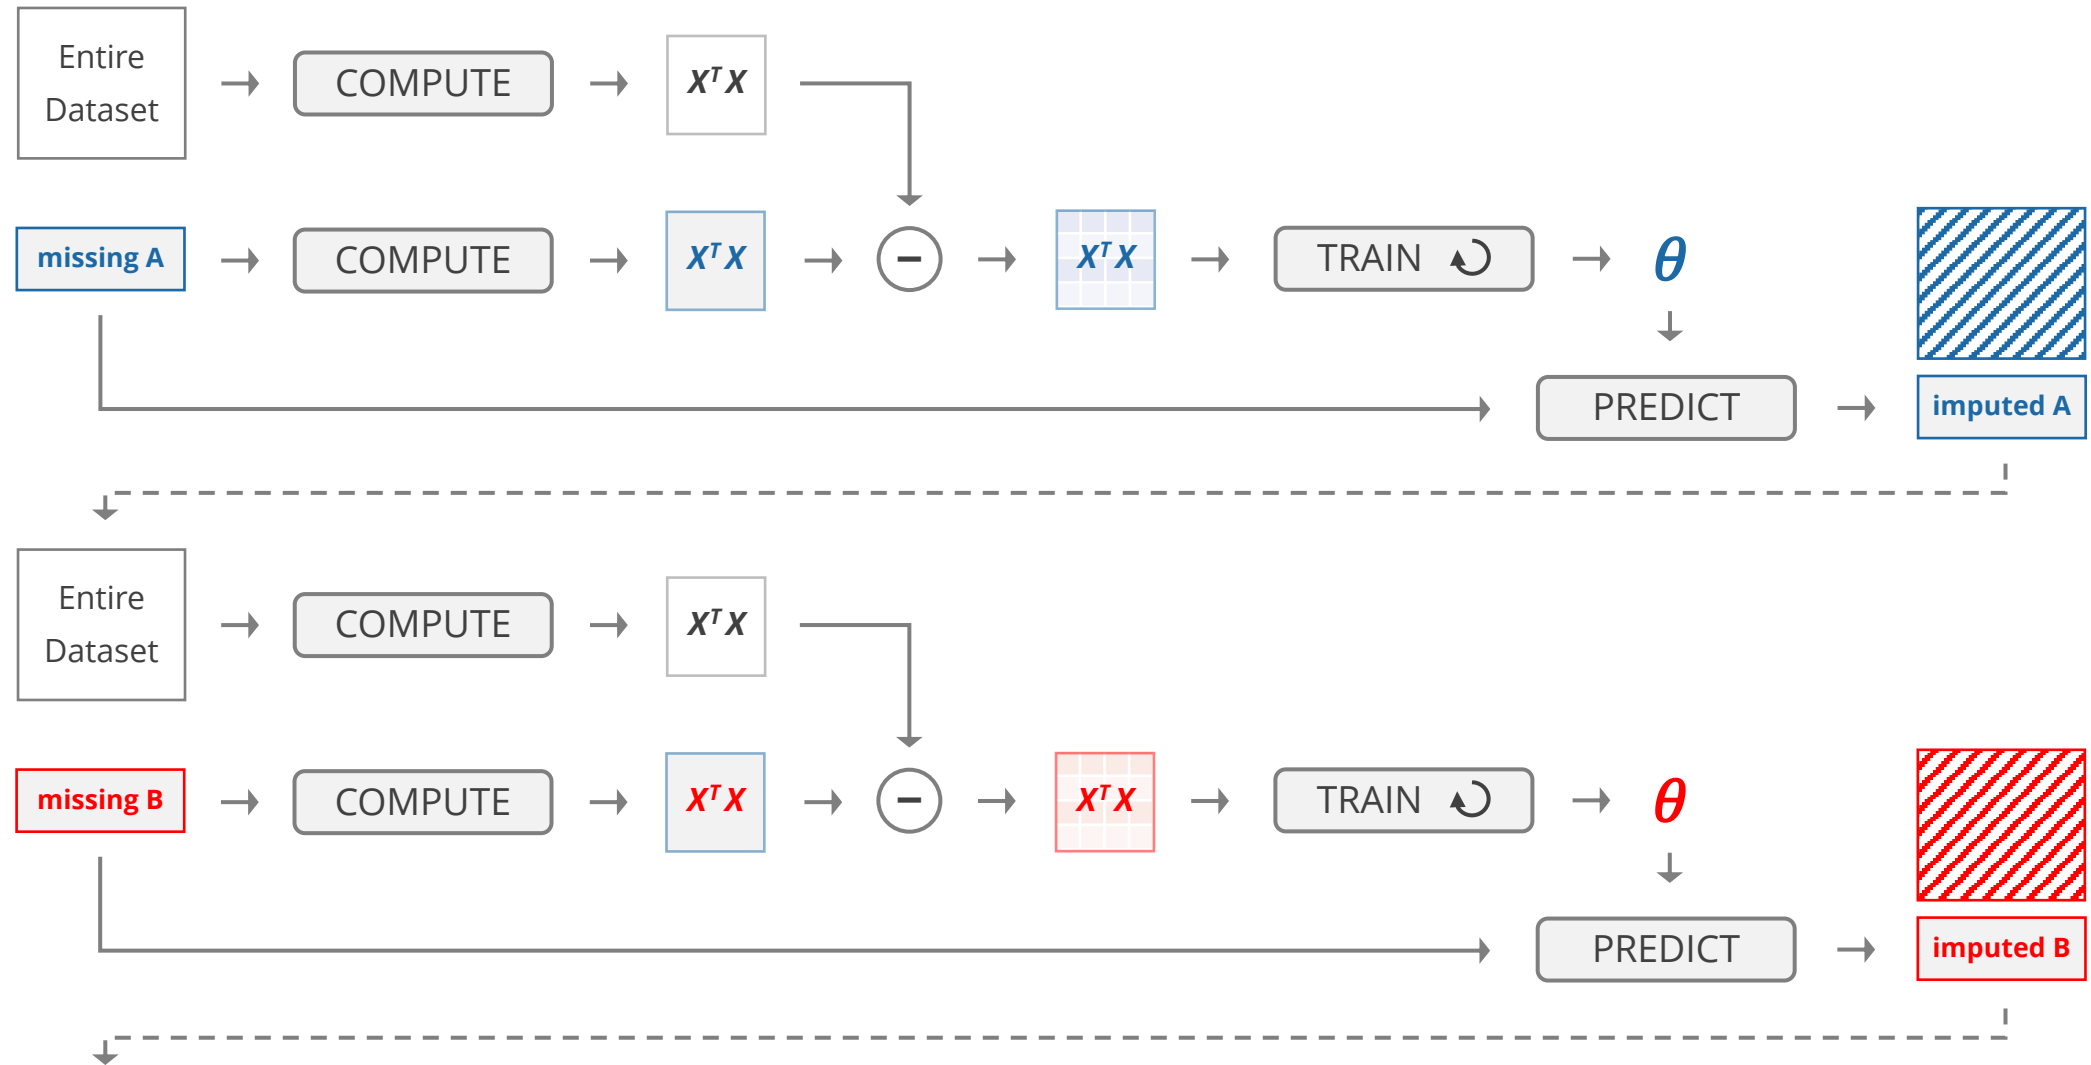 Entire
Dataset
COMPUTE
XᵀX
missing A
COMPUTE
XᵀX
−
XᵀX
TRAIN
θ
PREDICT
imputed A
Entire
Dataset
COMPUTE
XᵀX
missing B
COMPUTE
XᵀX
−
XᵀX
TRAIN
θ
PREDICT
imputed B